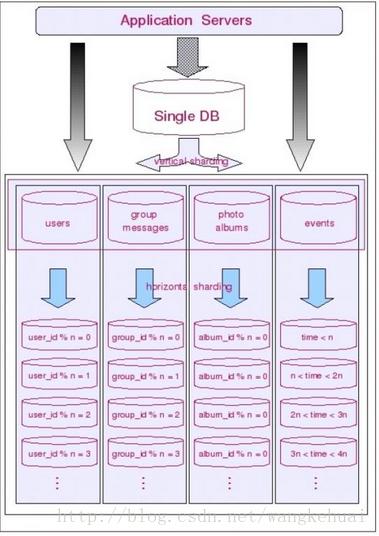 Application Servers
Single DB
vertical sharding
users
group
messages
photo
albums
events
horizontal sharding
user_id % n = 0
group_id % n = 0
album_id % n = 0
time < n
user_id % n = 1
group_id % n = 1
album_id % n = 0
n < time < 2n
user_id % n = 2
group_id % n = 2
album_id % n = 0
2n < time < 3n
user_id % n = 3
group_id % n = 3
album_id % n = 0
3n < time < 4n
http://blog.csdn.net/wangkehuai